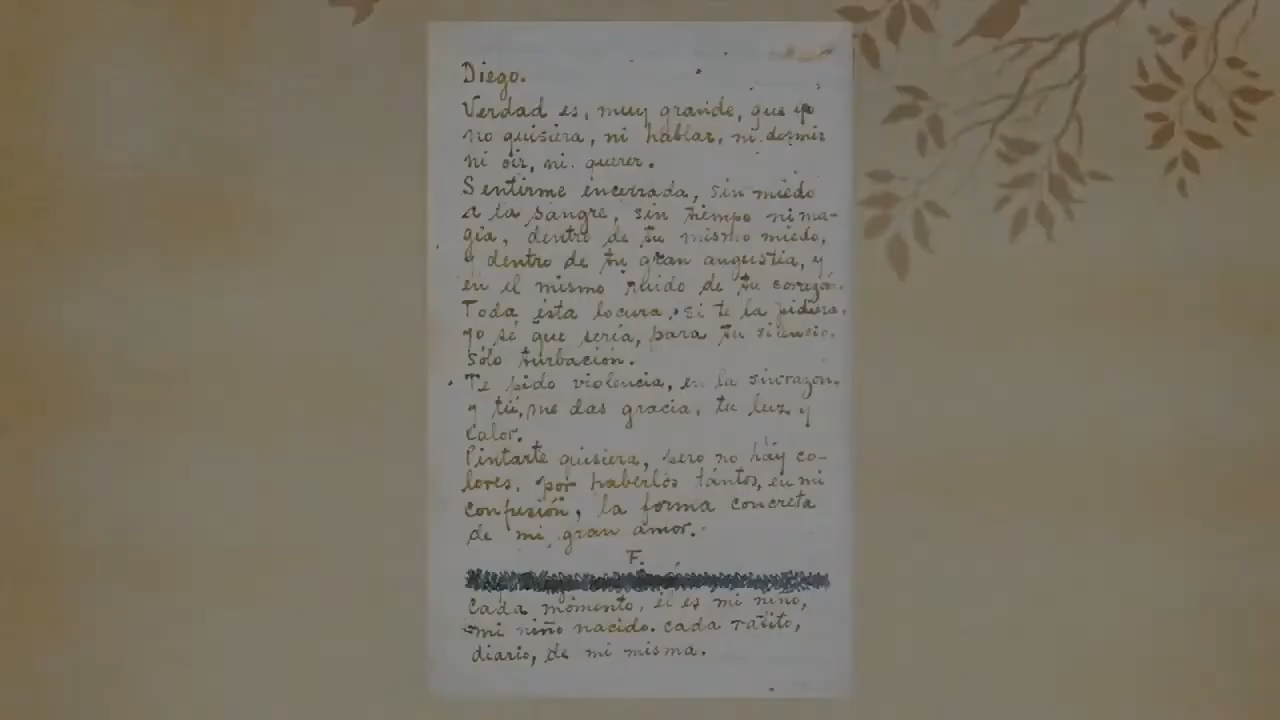 Diego.
Verdad es, muy grande, que yo
no quisiera, ni hablar, ni dormir
ni oir, ni querer.
Sentirme encerrada, sin miedo
a la sangre, sin tiempo ni ma-
gia, dentro de tu mismo miedo,
y dentro de tu gran angustia, y
en el mismo ruido de tu corazón.
Toda ésta locura, si te la pidiera,
yo sé que sería, para tu silencio,
sólo turbación.
Te pido violencia, en la sinrazón,
y tú, me das gracia, tu luz y
calor.
Pintarte quisiera, pero no háy co-
lores, por haberlos tántos, en mi
confusión, la forma concreta
de mi gran amor.
F.
Cada momento, él es mi niño,
mi niño nacido. cada ratito,
diario, de mi misma.